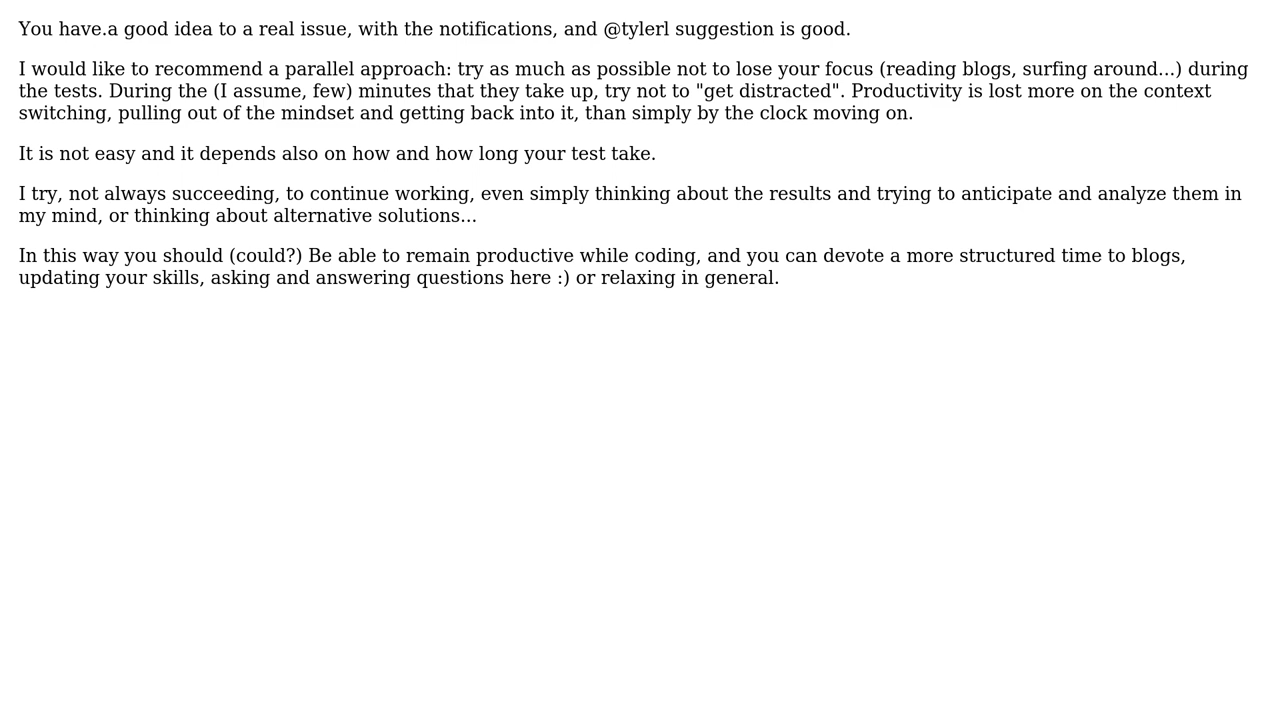 You have.a good idea to a real issue, with the notifications, and @tylerl suggestion is good.
I would like to recommend a parallel approach: try as much as possible not to lose your focus (reading blogs, surfing around...) during
the tests. During the (I assume, few) minutes that they take up, try not to "get distracted". Productivity is lost more on the context
switching, pulling out of the mindset and getting back into it, than simply by the clock moving on.
It is not easy and it depends also on how and how long your test take.
I try, not always succeeding, to continue working, even simply thinking about the results and trying to anticipate and analyze them in
my mind, or thinking about alternative solutions...
In this way you should (could?) Be able to remain productive while coding, and you can devote a more structured time to blogs,
updating your skills, asking and answering questions here :) or relaxing in general.